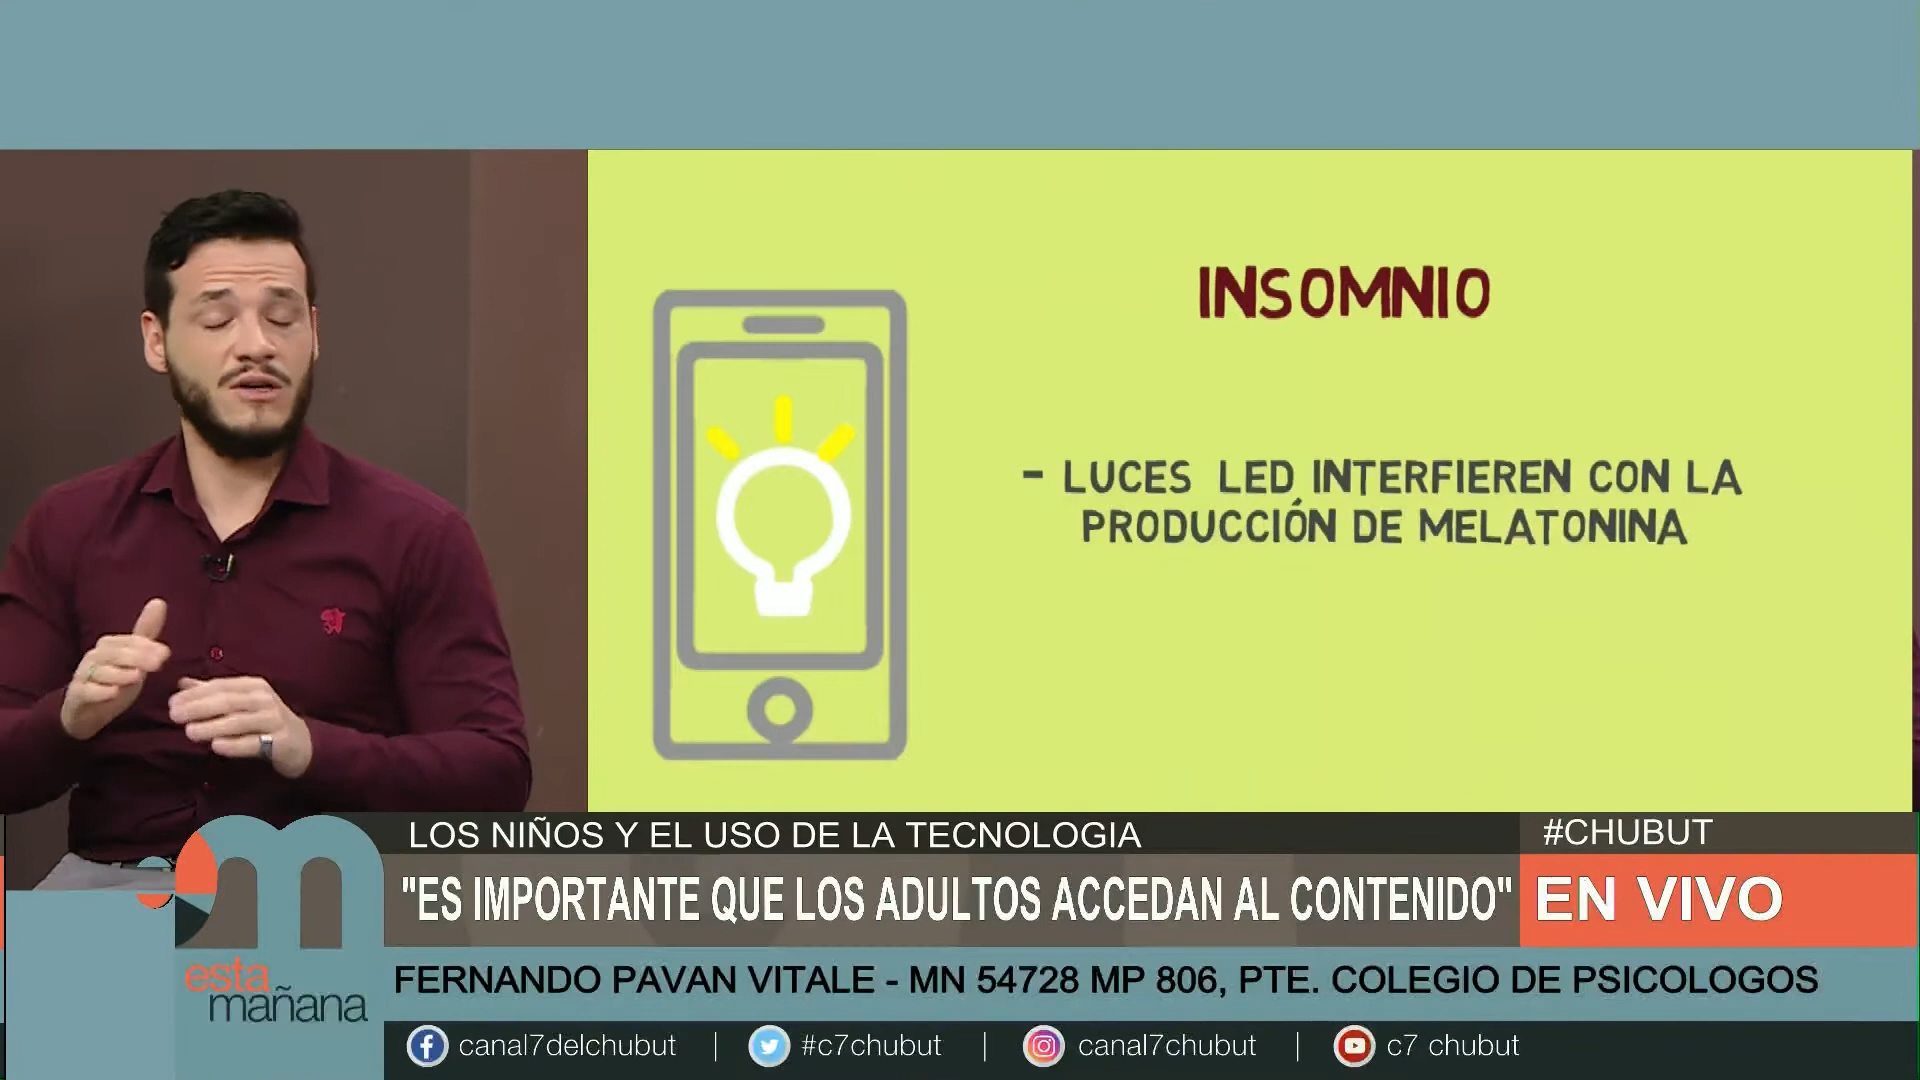 INSOMNIO
- LUCES LED INTERFIEREN CON LA
PRODUCCIÓN DE MELATONINA
LOS NIÑOS Y EL USO DE LA TECNOLOGIA
#CHUBUT
"ES IMPORTANTE QUE LOS ADULTOS ACCEDAN AL CONTENIDO"
EN VIVO
esta
mañana
FERNANDO PAVAN VITALE - MN 54728 MP 806, PTE. COLEGIO DE PSICOLOGOS
canal7delchubut | #c7chubut | canal7chubut | c7 chubut